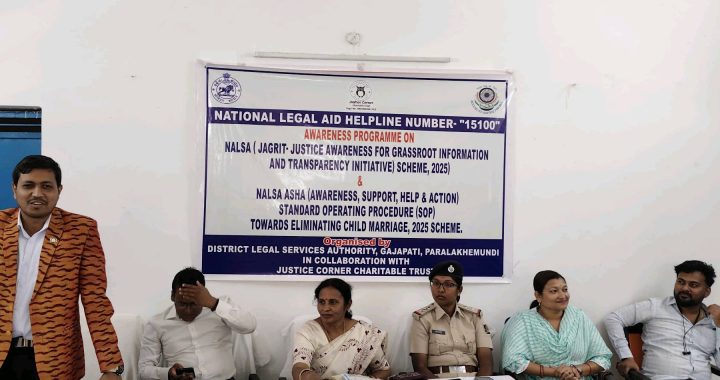 Justice Corner
NATIONAL LEGAL AID HELPLINE NUMBER- "15100"
AWARENESS PROGRAMME ON
NALSA ( JAGRIT- JUSTICE AWARENESS FOR GRASSROOT INFORMATION
AND TRANSPARENCY INITIATIVE) SCHEME, 2025)
&
NALSA ASHA (AWARENESS, SUPPORT, HELP & ACTION)
STANDARD OPERATING PROCEDURE (SOP)
TOWARDS ELIMINATING CHILD MARRIAGE, 2025 SCHEME.
Organised by
DISTRICT LEGAL SERVICES AUTHORITY, GAJAPATI, PARALAKHEMUNDI
IN COLLABORATION WITH
JUSTICE CORNER CHARITABLE TRUST